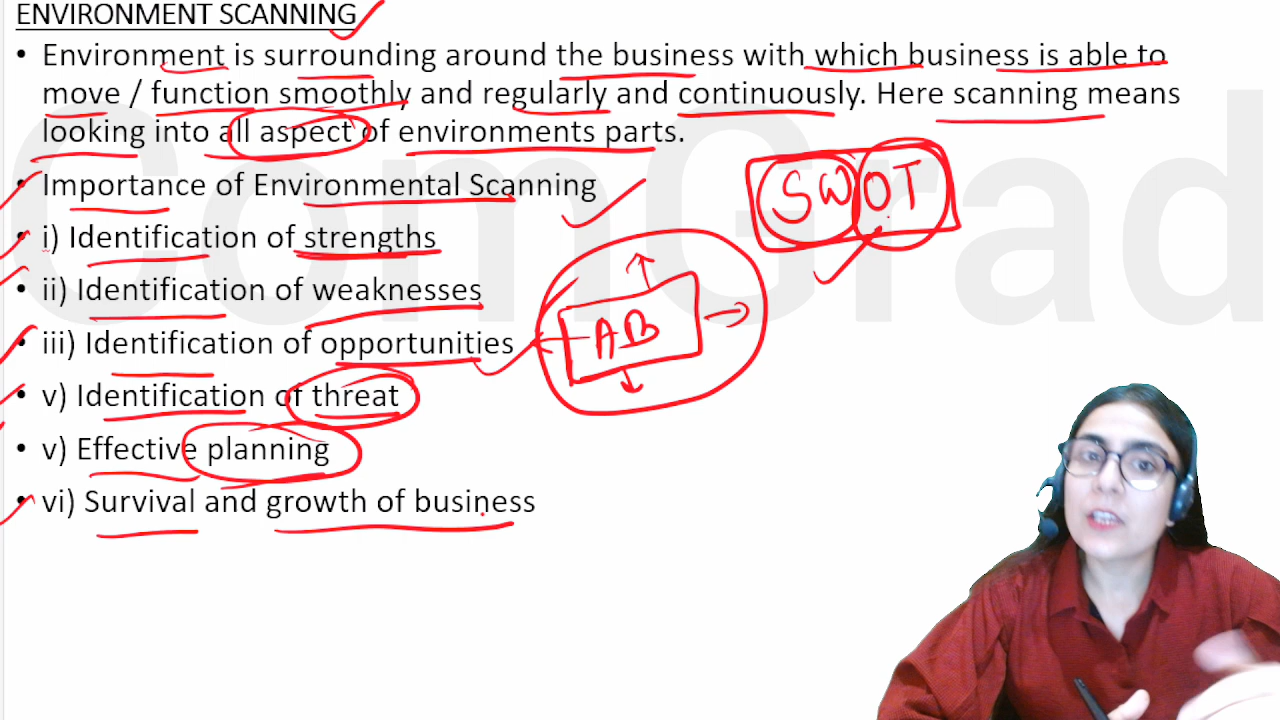 ENVIRONMENT SCANNING
• Environment is surrounding around the business with which business is able to
move / function smoothly and regularly and continuously. Here scanning means
looking into all aspect of environments parts.
• Importance of Environmental Scanning
• i) Identification of strengths
• ii) Identification of weaknesses
• iii) Identification of opportunities
• v) Identification of threat
• v) Effective planning
• vi) Survival and growth of business
SWOT
AB
ComGrad